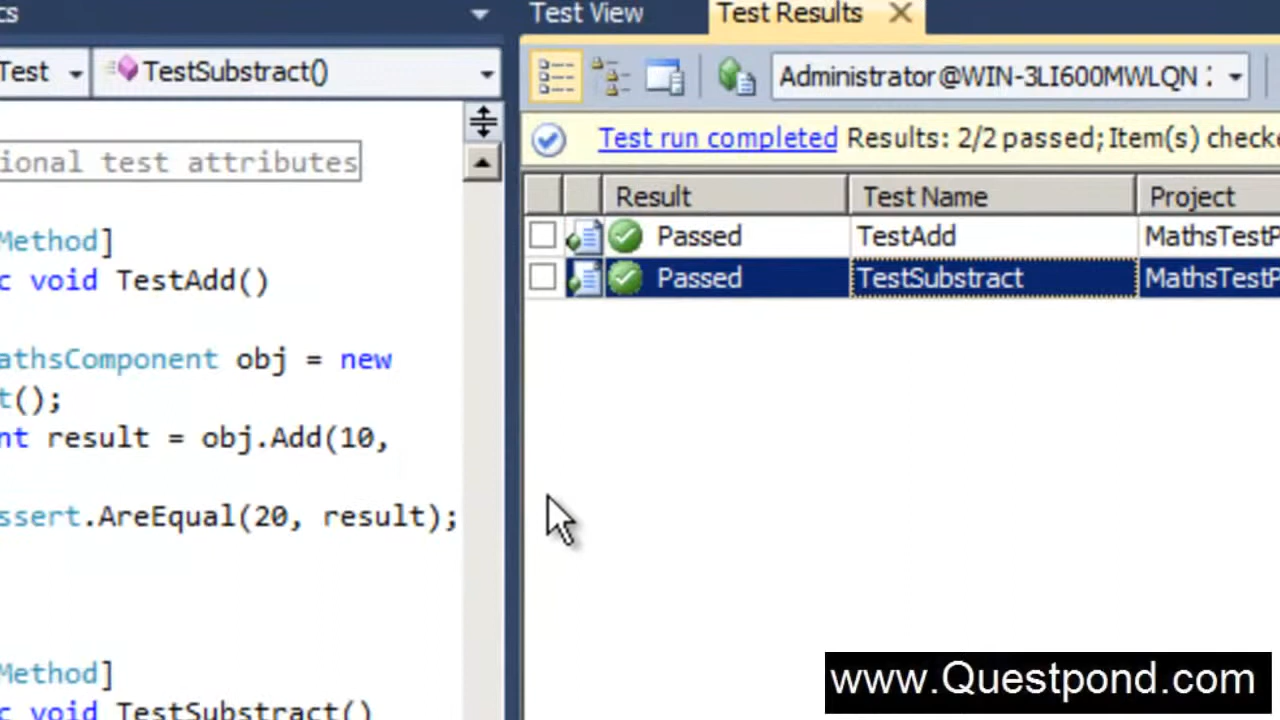 cs
Test
TestSubstract()
ional test attributes
Method]
c void TestAdd()
athsComponent obj = new
t();
nt result = obj.Add(10,
ssert.AreEqual(20, result);
Method]
c void TestSubstract()
Test View
Test Results
Administrator@WIN-3LI600MWLQN
Test run completed Results: 2/2 passed; Item(s) checke
Result Test Name Project
Passed TestAdd MathsTestP
Passed TestSubstract MathsTestP
www.Questpond.com